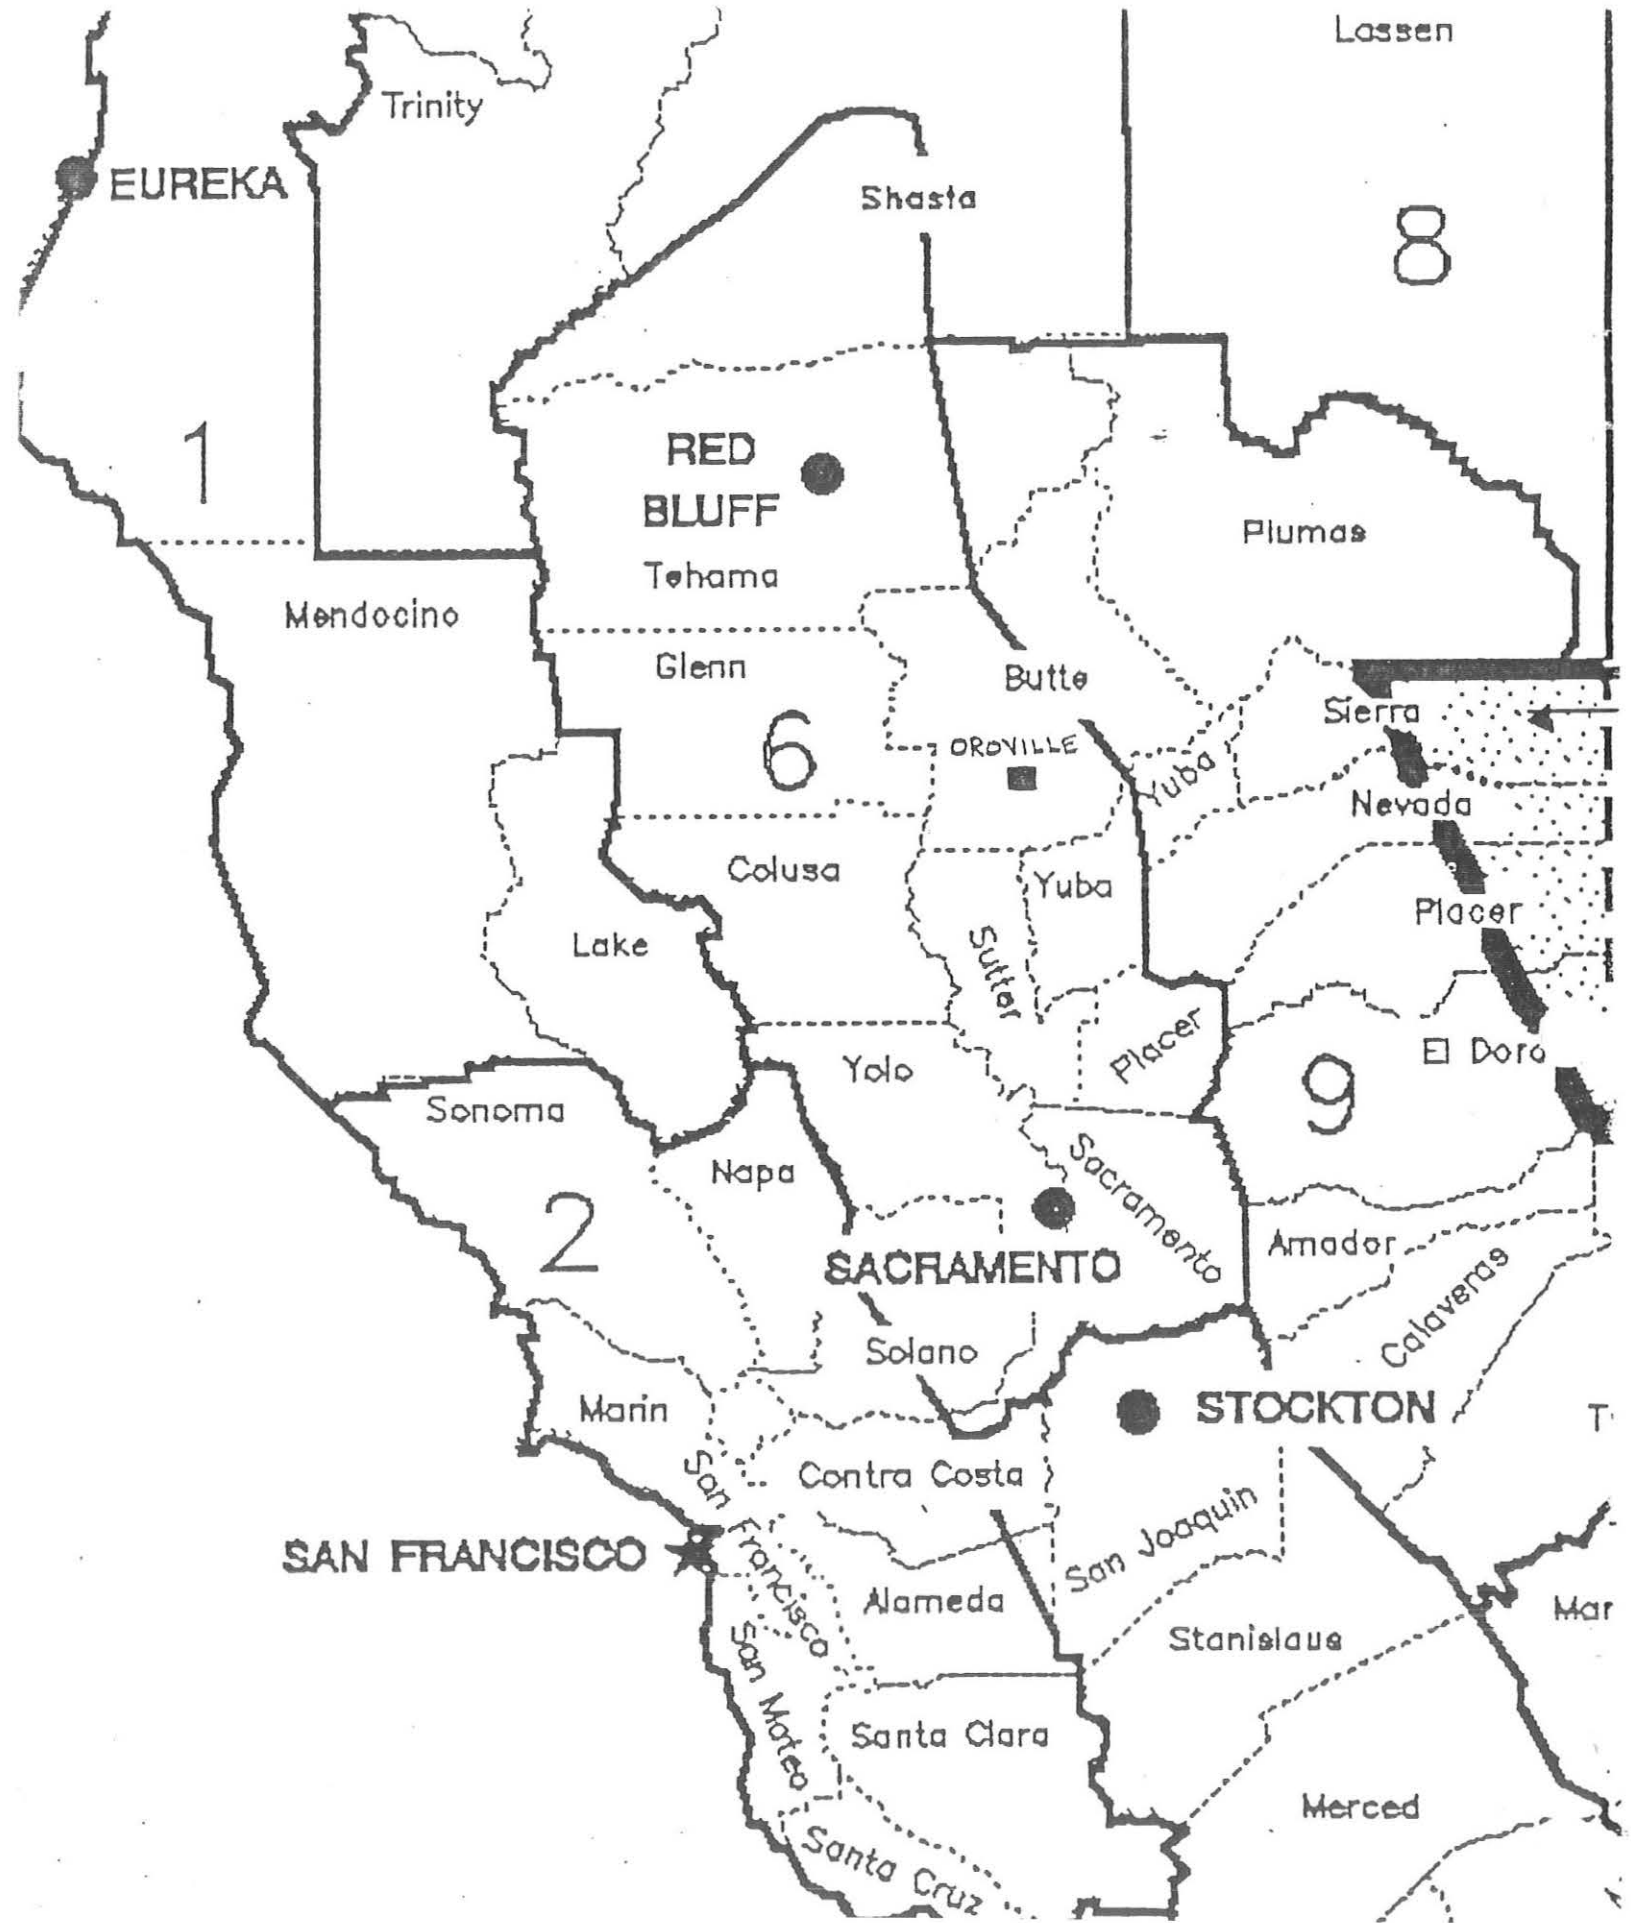 Lassen
Trinity
EUREKA
Shasta
8
1
RED
BLUFF
Plumas
Tehama
Mendocino
Glenn
Butte
Sierra
6
OROVILLE
Yuba
Nevada
Colusa
Yuba
Placer
Lake
Sutter
Placer
Yolo
El Doro
9
Sonoma
Napa
Sacramento
2
Amador
SACRAMENTO
Calaveras
Solano
Marin
STOCKTON
T
San Francisco
Contra Costa
San Joaquin
SAN FRANCISCO
Alameda
Mar
Stanislaus
San Mateo
Santa Clara
Merced
Santa Cruz